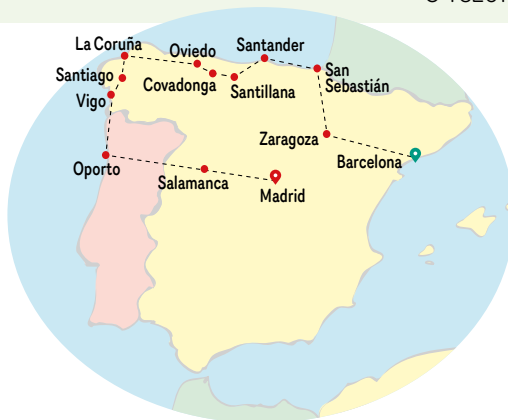 La Coruña
Oviedo
Santander
Santiago
Covadonga
Santillana
San
Sebastián
Vigo
Zaragoza
Barcelona
Oporto
Salamanca
Madrid